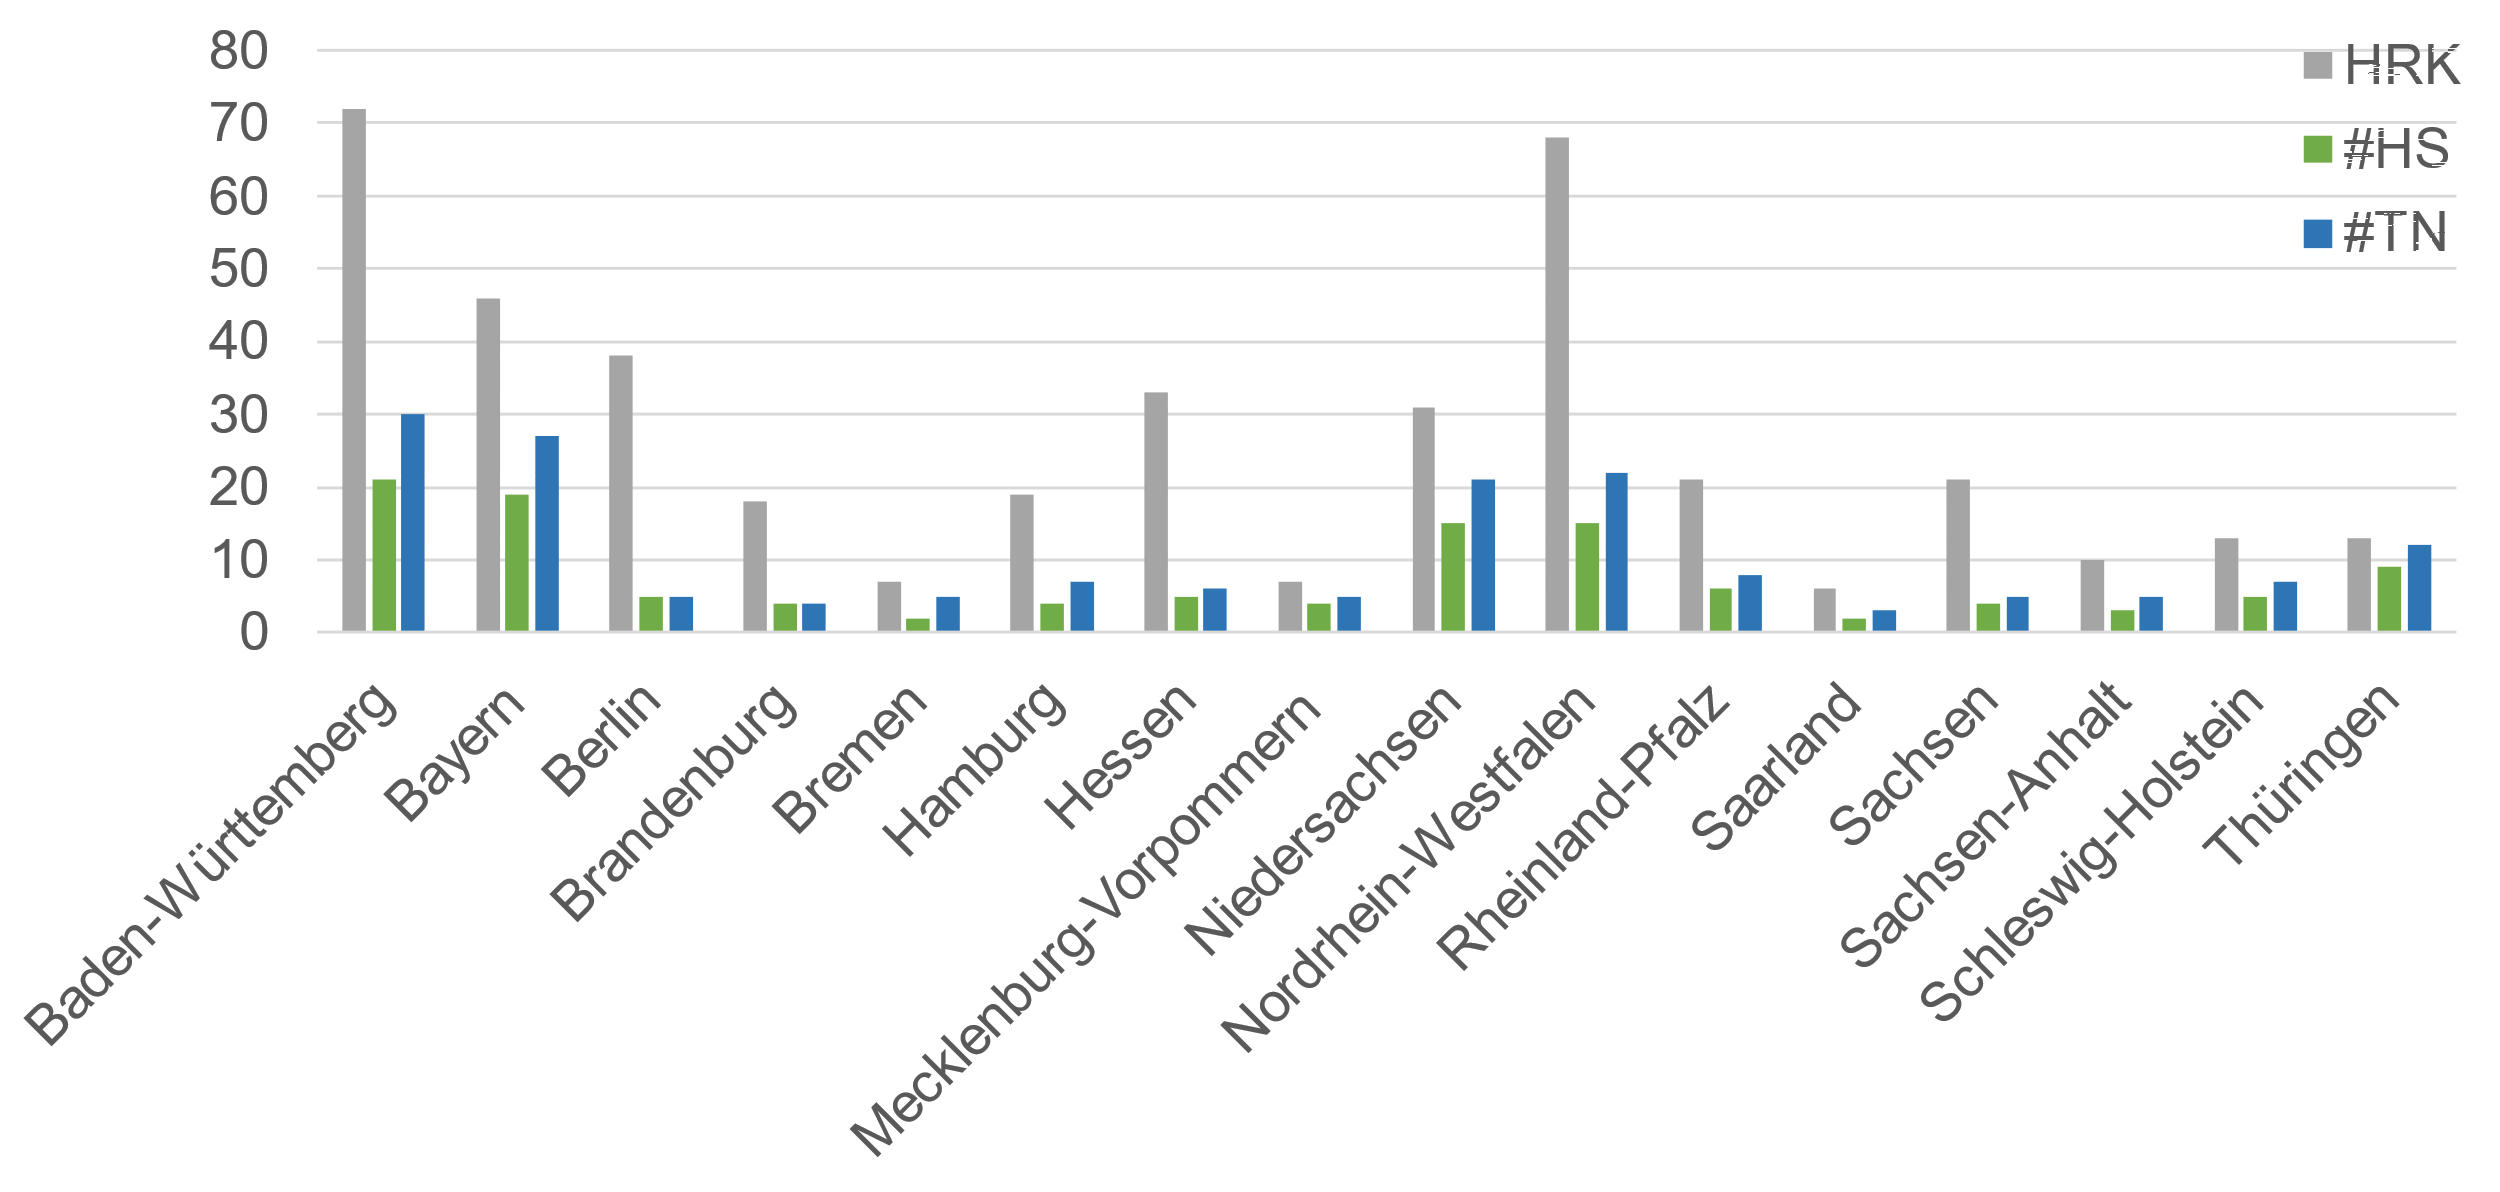 80
70
60
50
40
30
20
10
0
HRK
#HS
#TN
Baden-Württemberg
Bayern
Berlin
Brandenburg
Bremen
Hamburg
Hessen
Mecklenburg-Vorpommern
Niedersachsen
Nordrhein-Westfalen
Rheinland-Pfalz
Saarland
Sachsen
Sachsen-Anhalt
Schleswig-Holstein
Thüringen